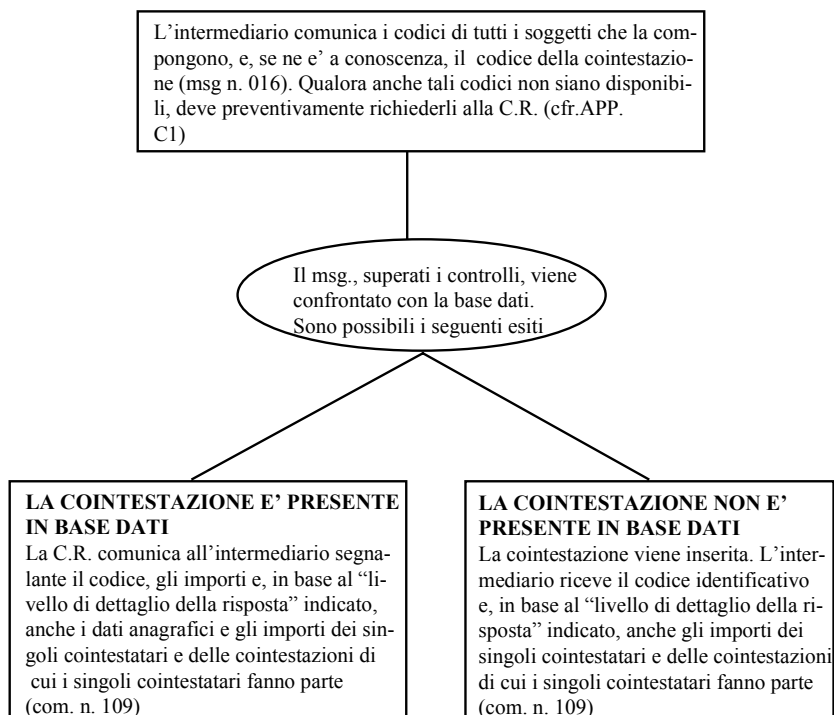 L’intermediario comunica i codici di tutti i soggetti che la com-
pongono, e, se ne e’ a conoscenza, il codice della cointestazio-
ne (msg n. 016). Qualora anche tali codici non siano disponibi-
li, deve preventivamente richiederli alla C.R. (cfr.APP.
C1)
Il msg., superati i controlli, viene
confrontato con la base dati.
Sono possibili i seguenti esiti
LA COINTESTAZIONE E’ PRESENTE
IN BASE DATI
La C.R. comunica all’intermediario segna-
lante il codice, gli importi e, in base al “li-
vello di dettaglio della risposta” indicato,
anche i dati anagrafici e gli importi dei sin-
goli cointestatari e delle cointestazioni di
cui i singoli cointestatari fanno parte
(com. n. 109)
LA COINTESTAZIONE NON E’
PRESENTE IN BASE DATI
La cointestazione viene inserita. L’inter-
mediario riceve il codice identificativo
e, in base al “livello di dettaglio della ri-
sposta” indicato, anche gli importi dei
singoli cointestatari e delle cointestazioni
di cui i singoli cointestatari fanno parte
(com. n. 109)